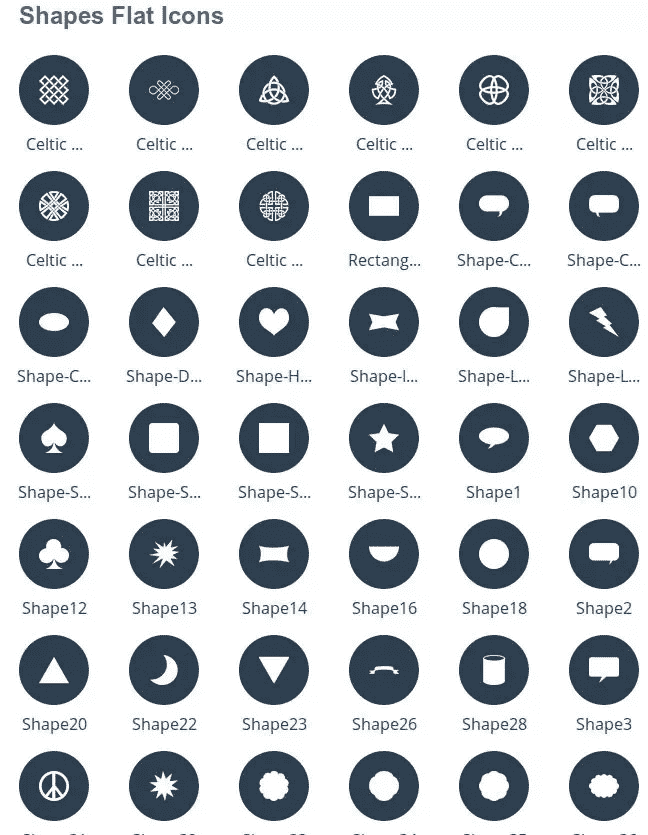 Shapes Flat Icons
Celtic ... Celtic ... Celtic ... Celtic ... Celtic ... Celtic ...
Celtic ... Celtic ... Celtic ... Rectang... Shape-C... Shape-C...
Shape-C... Shape-D... Shape-H... Shape-I... Shape-L... Shape-L...
Shape-S... Shape-S... Shape-S... Shape-S... Shape1 Shape10
Shape12 Shape13 Shape14 Shape16 Shape18 Shape2
Shape20 Shape22 Shape23 Shape26 Shape28 Shape3